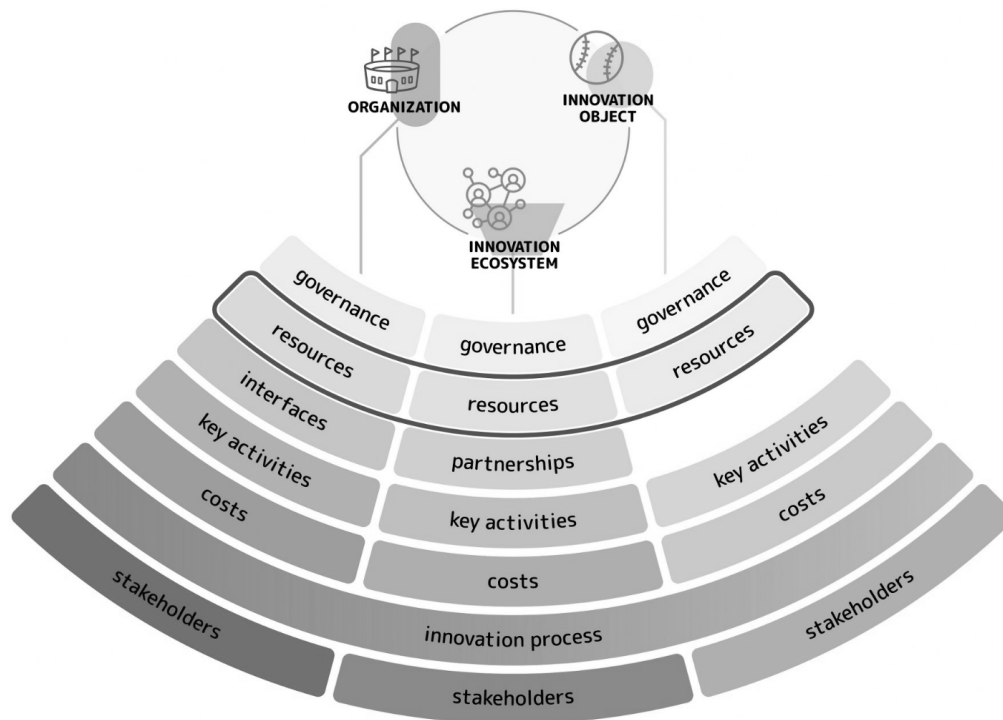 ORGANIZATION
INNOVATION
OBJECT
INNOVATION
ECOSYSTEM
governance
governance
governance
resources
resources
resources
interfaces
partnerships
key activities
key activities
key activities
costs
costs
costs
innovation process
stakeholders
stakeholders
stakeholders